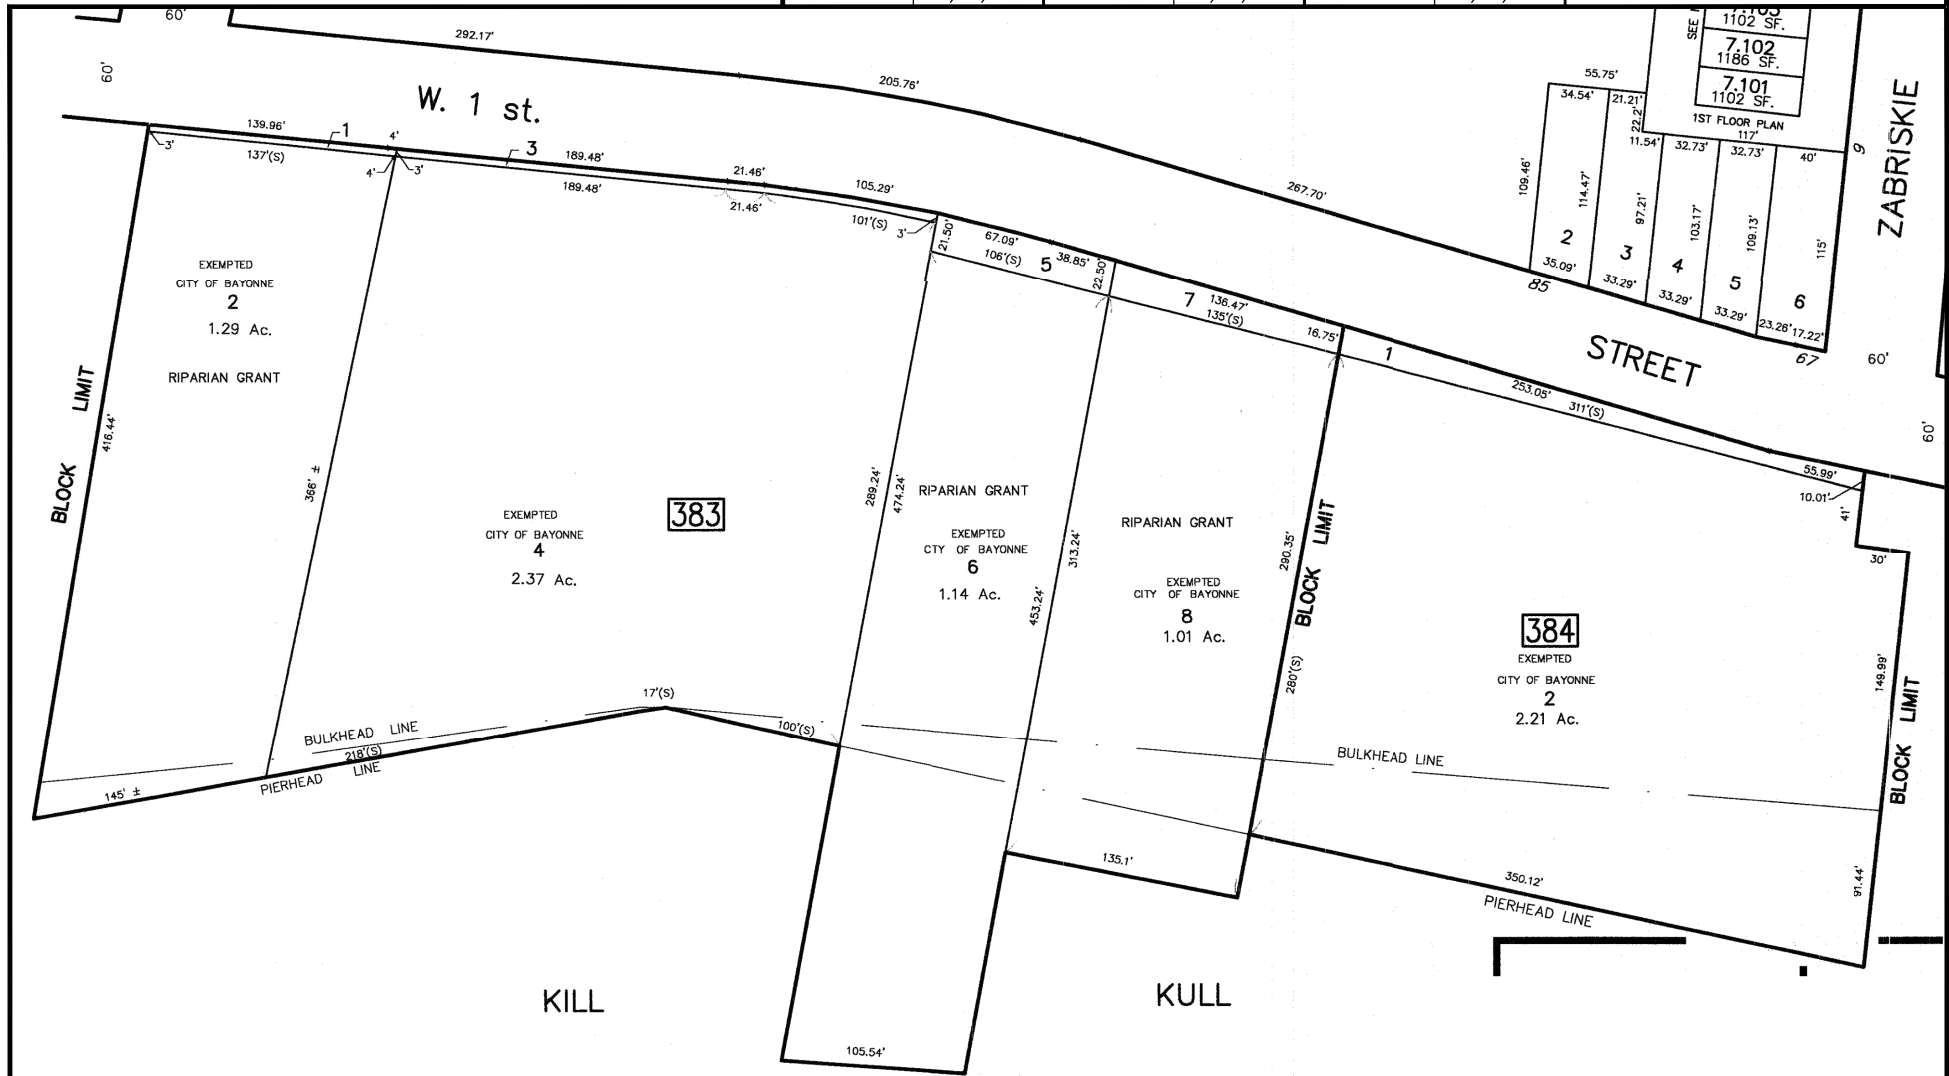 60'
292.17'
60'
205.76'
W. 1 st.
139.96'
1
4'
3
189.48'
3'
137'(S)
4'
3'
189.48'
21.46'
105.29'
21.46'
101'(S)
3'
21.50'
67.09'
106'(S)
5
38.85'
22.50'
267.70'
7
136.47'
135'(S)
16.75'
1
SEE
1102 SF.
7.102
1186 SF.
7.101
1102 SF.
1ST FLOOR PLAN
117'
55.75'
34.54'
21.21'
22.2'
11.54'
32.73'
32.73'
40'
9
ZABRISKIE
109.46'
114.47'
97.21'
103.17'
109.13'
115'
2
3
4
5
6
35.09'
33.29'
33.29'
33.29'
23.26'
17.22'
85
67
60'
STREET
60'
253.05'
311'(S)
55.99'
10.01'
41'
30'
EXEMPTED
CITY OF BAYONNE
2
1.29 Ac.
RIPARIAN GRANT
BLOCK LIMIT
416.44'
366' ±
EXEMPTED
CITY OF BAYONNE
4
2.37 Ac.
383
289.24'
474.24'
RIPARIAN GRANT
EXEMPTED
CTY OF BAYONNE
6
1.14 Ac.
313.24'
453.24'
RIPARIAN GRANT
EXEMPTED
CITY OF BAYONNE
8
1.01 Ac.
290.35'
BLOCK LIMIT
280'(S)
384
EXEMPTED
CITY OF BAYONNE
2
2.21 Ac.
149.99'
BLOCK LIMIT
17'(S)
100'(S)
BULKHEAD LINE
218'(S)
PIERHEAD LINE
145' ±
BULKHEAD LINE
135.1'
350.12'
PIERHEAD LINE
91.44'
KILL
KULL
105.54'